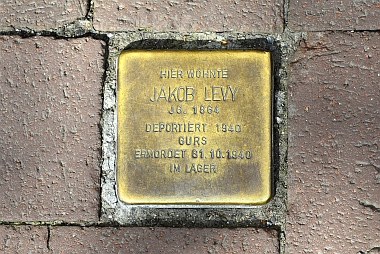 HIER WOHNTE
JAKOB LEVY
JG. 1864
DEPORTIERT 1940
GURS
ERMORDET 31.10.1940
IM LAGER